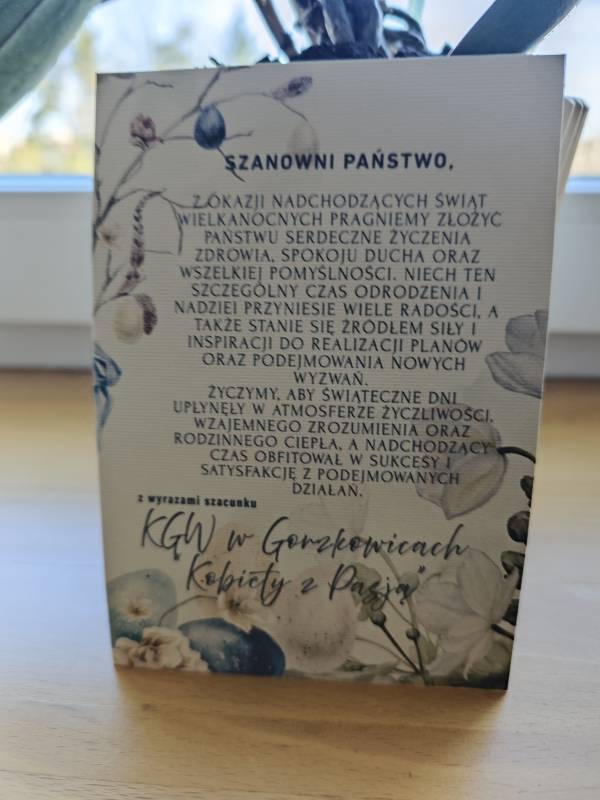 SZANOWNI PAŃSTWO,
Z OKAZJI NADCHODZĄCYCH ŚWIĄT
WIELKANOCNYCH PRAGNIEMY ZŁOŻYĆ
PAŃSTWU SERDECZNE ŻYCZENIA
ZDROWIA, SPOKOJU DUCHA ORAZ
WSZELKIEJ POMYŚLNOŚCI. NIECH TEN
SZCZEGÓLNY CZAS ODRODZENIA I
NADZIEI PRZYNIESIE WIELE RADOŚCI, A
TAKŻE STANIE SIĘ ŹRÓDŁEM SIŁY I
INSPIRACJI DO REALIZACJI PLANÓW
ORAZ PODEJMOWANIA NOWYCH
WYZWAŃ.
ŻYCZYMY, ABY ŚWIĄTECZNE DNI
UPŁYNĘŁY W ATMOSFERZE ŻYCZLIWOŚCI,
WZAJEMNEGO ZROZUMIENIA ORAZ
RODZINNEGO CIEPŁA, A NADCHODZĄCY
CZAS OBFITOWAŁ W SUKCESY I
SATYSFAKCJĘ Z PODEJMOWANYCH
DZIAŁAŃ.
z wyrazami szacunku
KGW w Gorzkowicach
"Kobiety z Pasją"